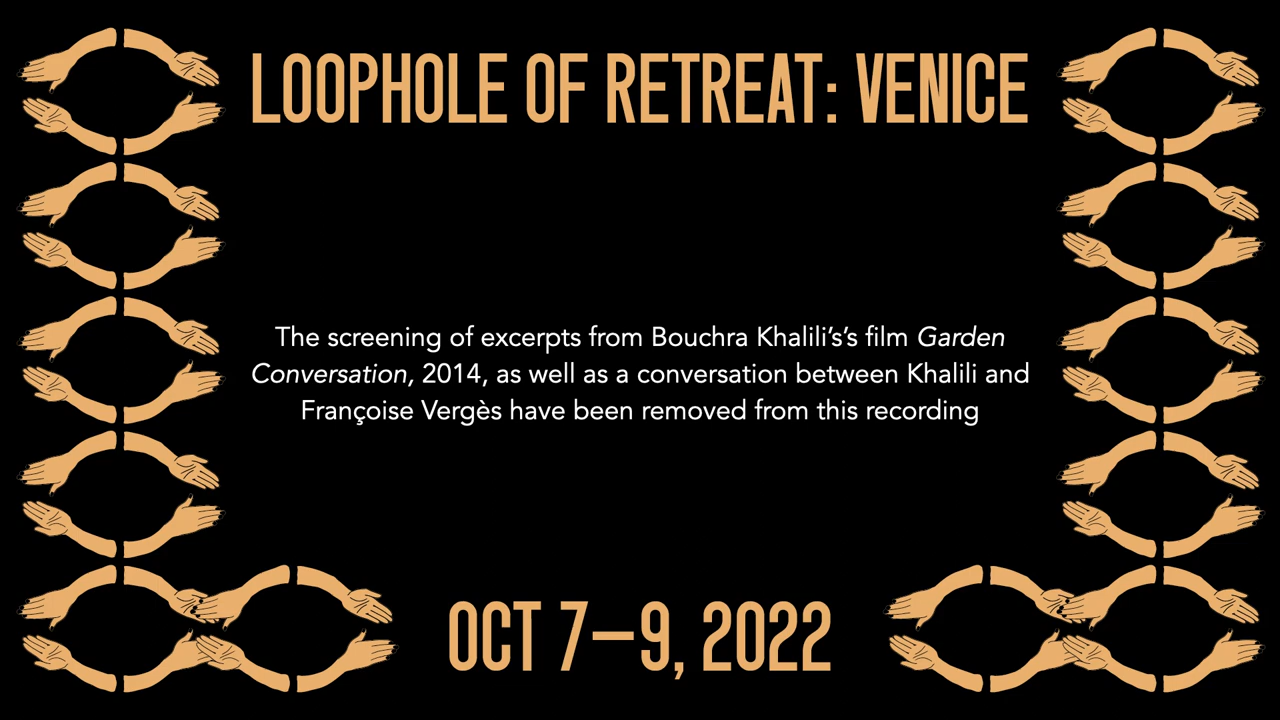 LOOPHOLE OF RETREAT: VENICE
The screening of excerpts from Bouchra Khalili’s’s film Garden
Conversation, 2014, as well as a conversation between Khalili and
Françoise Vergès have been removed from this recording
OCT 7–9, 2022